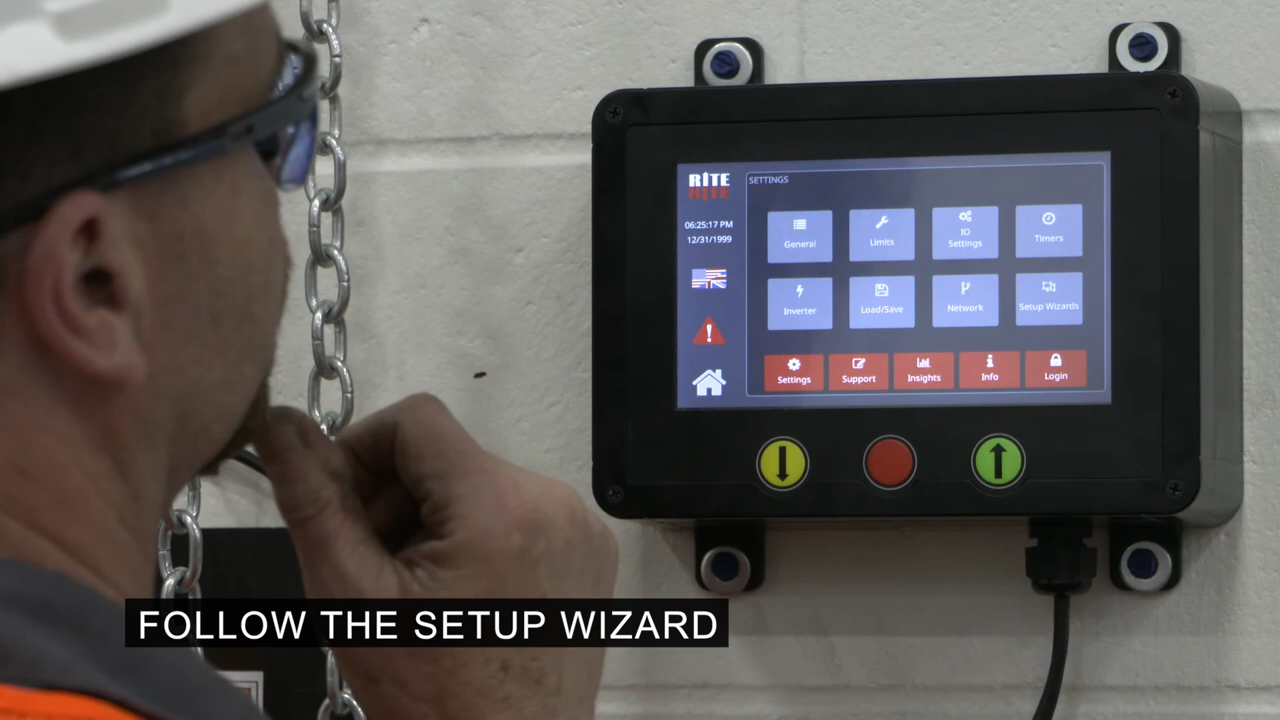 RITE
HITE
SETTINGS
06:25:17 PM
12/31/1999
General
Limits
IO
Settings
Timers
Inverter
Load/Save
Network
Setup Wizards
Settings
Support
Insights
Info
Login
FOLLOW THE SETUP WIZARD